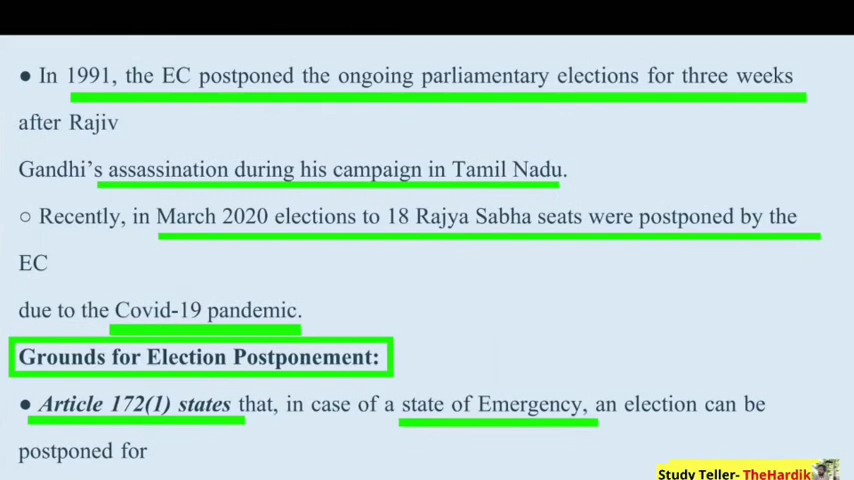 ● In 1991, the EC postponed the ongoing parliamentary elections for three weeks
after Rajiv
Gandhi’s assassination during his campaign in Tamil Nadu.
○ Recently, in March 2020 elections to 18 Rajya Sabha seats were postponed by the
EC
due to the Covid-19 pandemic.
Grounds for Election Postponement:
● Article 172(1) states that, in case of a state of Emergency, an election can be
postponed for
Study Teller- TheHardik